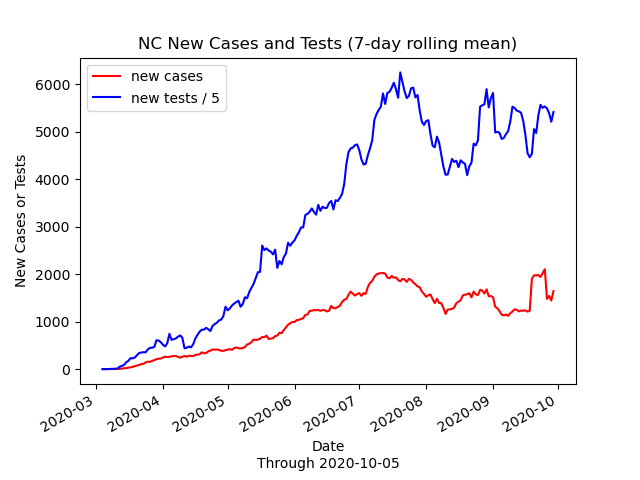 NC New Cases and Tests (7-day rolling mean)
new cases
new tests / 5
6000
5000
4000
3000
2000
1000
0
New Cases or Tests
2020-03
2020-04
2020-05
2020-06
2020-07
2020-08
2020-09
2020-10
Date
Through 2020-10-05